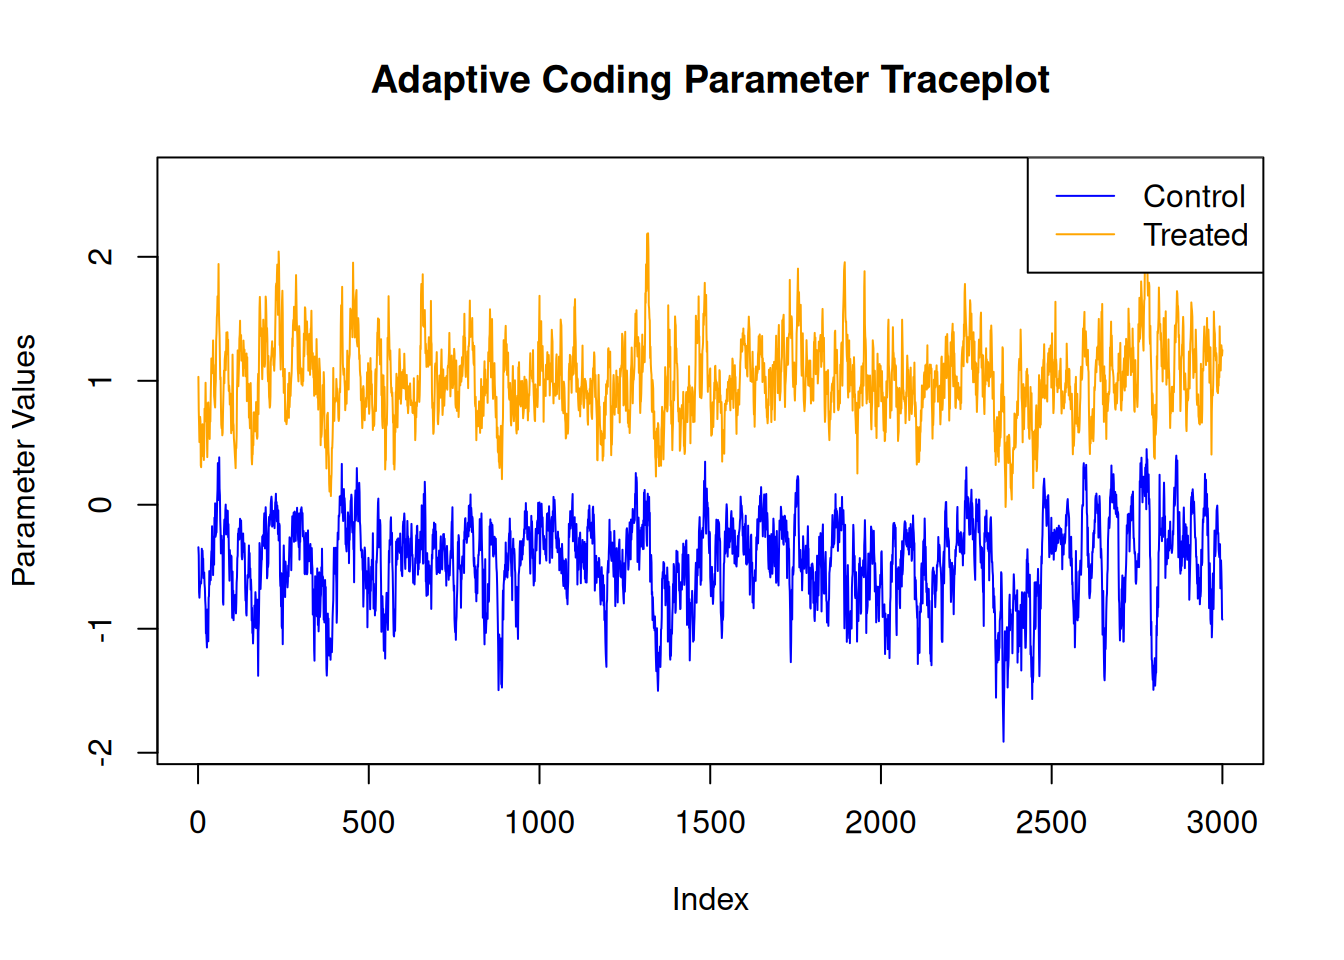 Adaptive Coding Parameter Traceplot
Control
Treated
Parameter Values
2
1
0
-1
-2
0 500 1000 1500 2000 2500 3000
Index